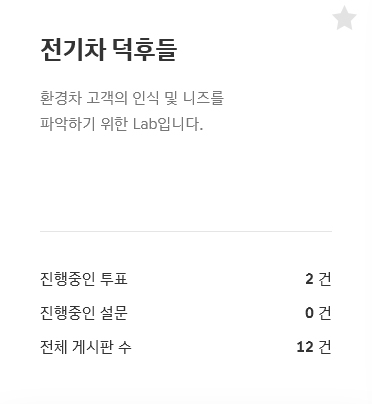 전기차 덕후들
환경차 고객의 인식 및 니즈를
파악하기 위한 Lab입니다.
진행중인 투표 2 건
진행중인 설문 0 건
전체 게시판 수 12 건